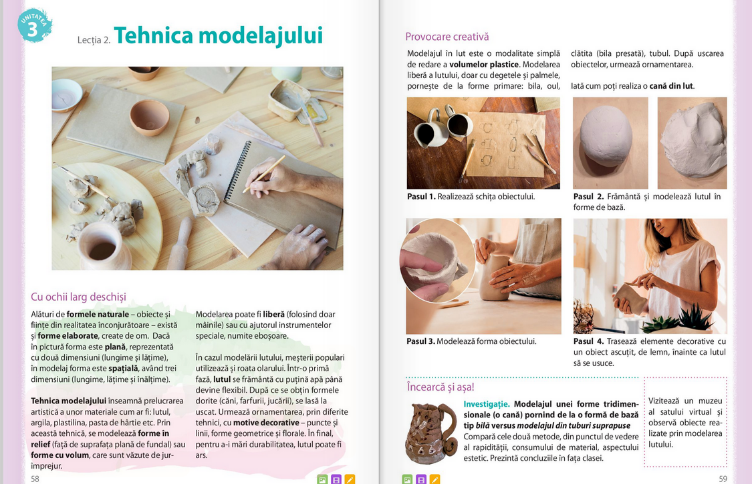 UNITATEA
3
Lecția 2. Tehnica modelajului
Cu ochii larg deschiși
Alături de formele naturale – obiecte și
ființe din realitatea înconjurătoare – există
și forme elaborate, create de om. Dacă
în pictură forma este plană, reprezentată
cu două dimensiuni (lungime și lățime),
în modelaj forma este spațială, având trei
dimensiuni (lungime, lățime și înălțime).
Tehnica modelajului înseamnă prelucrarea
artistică a unor materiale cum ar fi: lutul,
argila, plastilina, pasta de hârtie etc. Prin
această tehnică, se modelează forme în
relief (față de suprafața plană de fundal) sau
forme cu volum, care sunt văzute de jur-
împrejur.
58
Modelarea poate fi liberă (folosind doar
mâinile) sau cu ajutorul instrumentelor
speciale, numite eboșoare.
În cazul modelării lutului, meșterii populari
utilizează și roata olarului. Într-o primă
fază, lutul se frământă cu puțină apă până
devine flexibil. După ce se obțin formele
dorite (căni, farfurii, jucării), se lasă la
uscat. Urmează ornamentarea, prin diferite
tehnici, cu motive decorative – puncte și
linii, forme geometrice și florale. În final,
pentru a-i mări durabilitatea, lutul poate fi
ars.
Provocare creativă
Modelajul în lut este o modalitate simplă
de redare a volumelor plastice. Modelarea
liberă a lutului, doar cu degetele și palmele,
pornește de la forme primare: bila, oul,
clătita (bila presată), tubul. După uscarea
obiectelor, urmează ornamentarea.
Iată cum poți realiza o cană din lut.
Pasul 1. Realizează schița obiectului.
Pasul 2. Frământă și modelează lutul în
forme de bază.
Pasul 3. Modelează forma obiectului.
Pasul 4. Trasează elemente decorative cu
un obiect ascuțit, de lemn, înainte ca lutul
să se usuce.
Încearcă și așa!
Investigație. Modelajul unei forme tridimen-
sionale (o cană) pornind de la o formă de bază
tip bilă versus modelajul din tuburi suprapuse
Compară cele două metode, din punctul de vedere
al rapidității, consumului de material, aspectului
estetic. Prezintă concluziile în fața clasei.
Vizitează un muzeu
al satului virtual și
observă obiecte rea-
lizate prin modelarea
lutului.
59